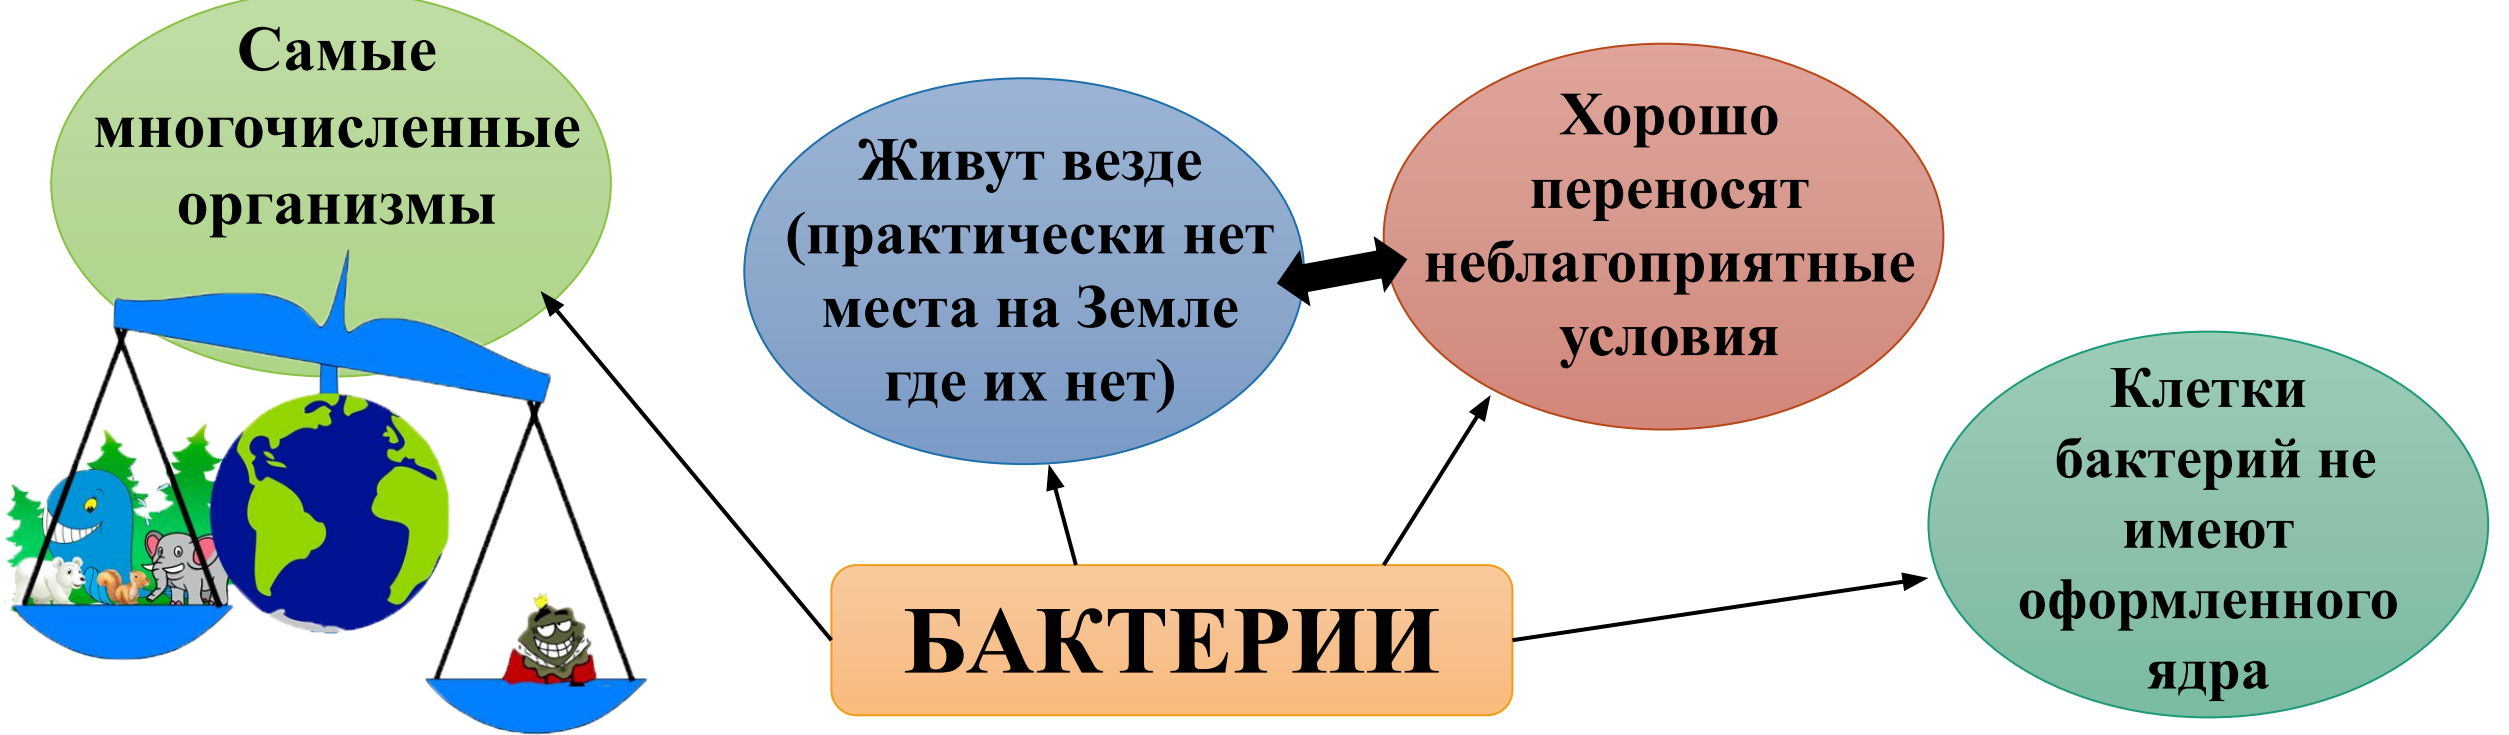 Самые
многочисленные
организмы
Живут везде
(практически нет
места на Земле
где их нет)
Хорошо
переносят
неблагоприятные
условия
Клетки
бактерий не
имеют
оформленного
ядра
БАКТЕРИИ